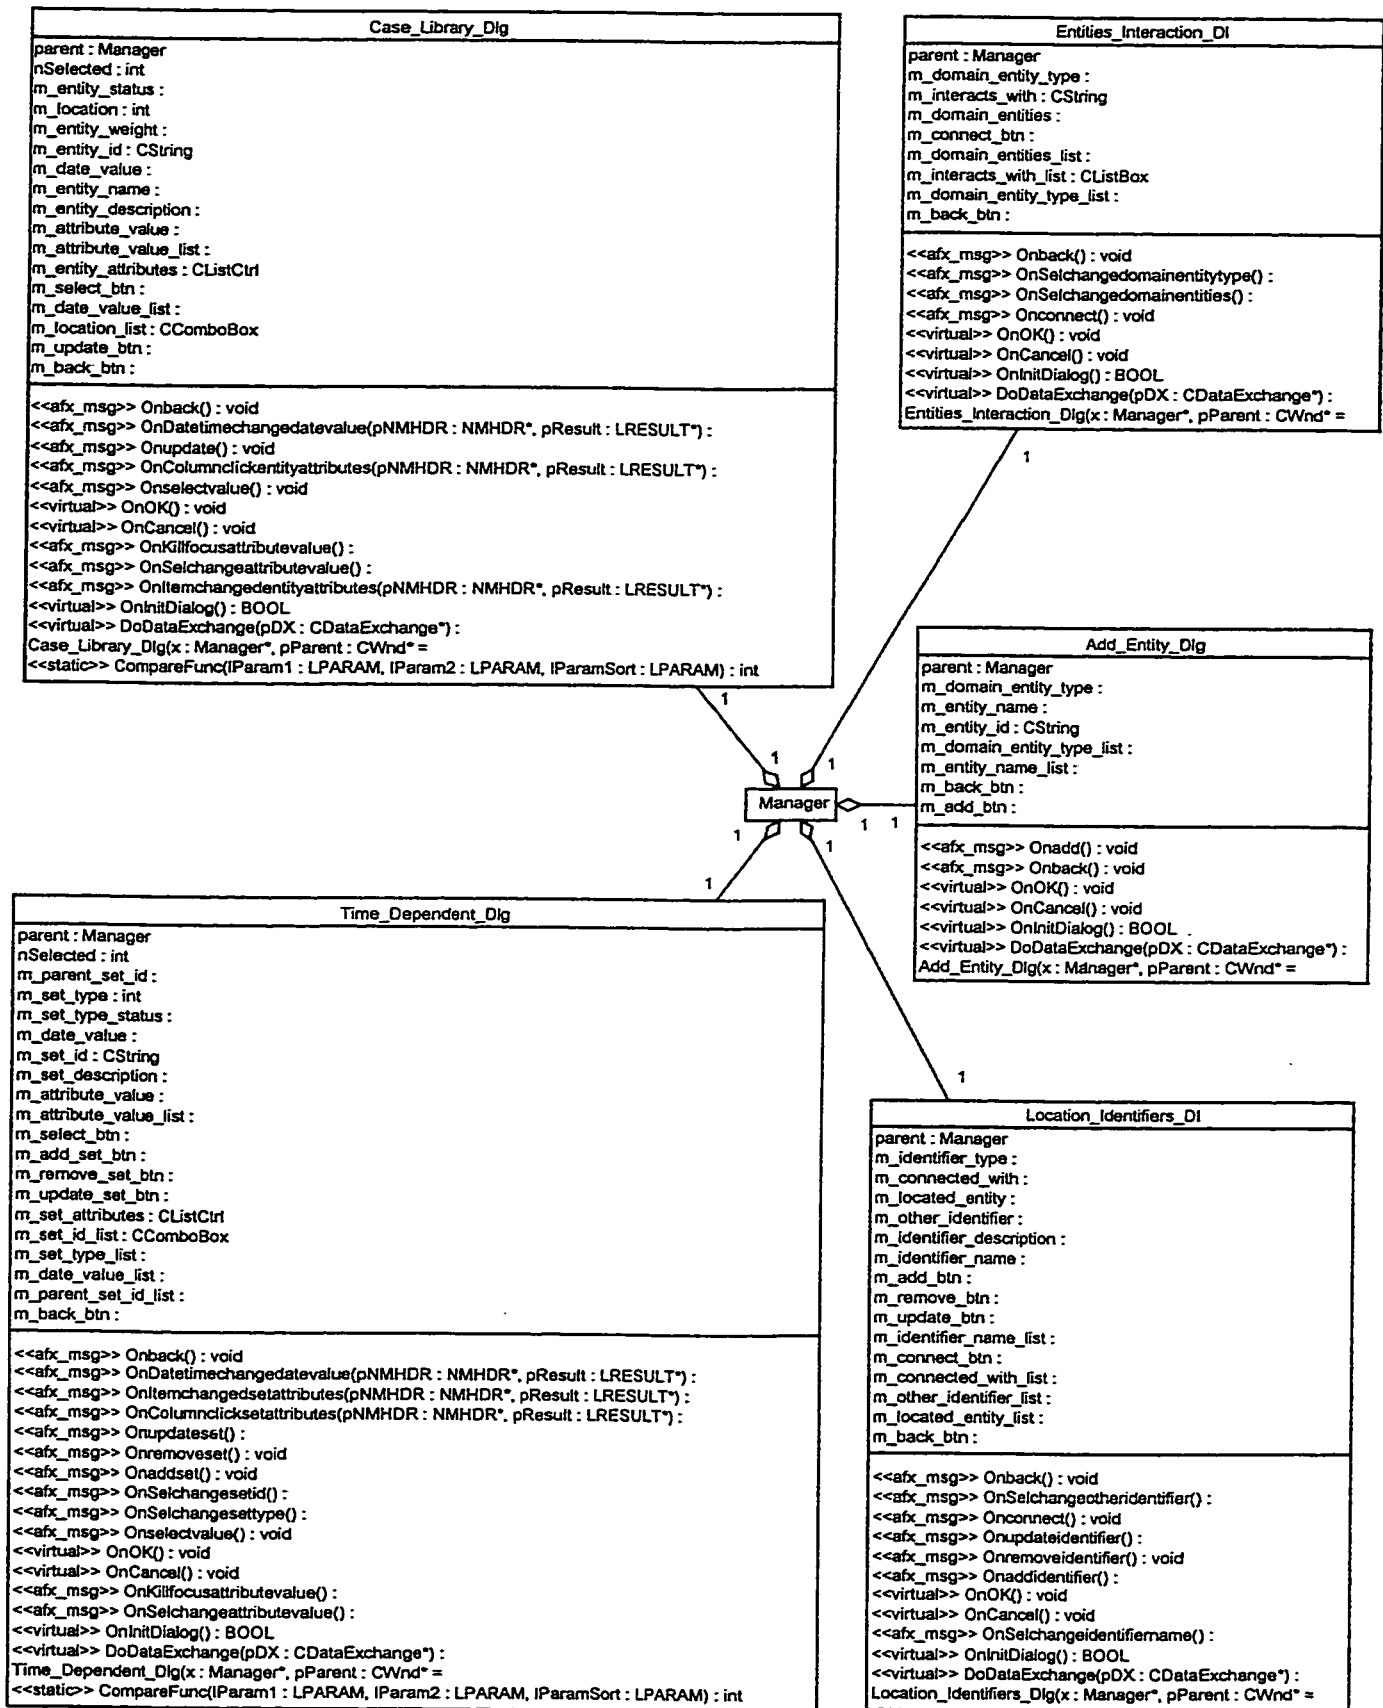 Case_Library_Dlg
parent : Manager
nSelected : int
m_entity_status :
m_location : int
m_entity_weight :
m_entity_id : CString
m_date_value :
m_entity_name :
m_entity_description :
m_attribute_value :
m_attribute_value_list :
m_entity_attributes : CListCtrl
m_select_btn :
m_date_value_list :
m_location_list : CComboBox
m_update_btn :
m_back_btn :
<<afx_msg>> Onback() : void
<<afx_msg>> OnDatetimechangedatevalue(pNMHDR : NMHDR*, pResult : LRESULT*) :
<<afx_msg>> Onupdate() : void
<<afx_msg>> OnColumnclickentityattributes(pNMHDR : NMHDR*, pResult : LRESULT*) :
<<afx_msg>> Onselectvalue() : void
<<virtual>> OnOK() : void
<<virtual>> OnCancel() : void
<<afx_msg>> OnKillfocusattributevalue() :
<<afx_msg>> OnSelchangeattributevalue() :
<<afx_msg>> OnItemchangedentityattributes(pNMHDR : NMHDR*, pResult : LRESULT*) :
<<virtual>> OnInitDialog() : BOOL
<<virtual>> DoDataExchange(pDX : CDataExchange*) :
Case_Library_Dlg(x : Manager*, pParent : CWnd* =
<<static>> CompareFunc(lParam1 : LPARAM, lParam2 : LPARAM, lParamSort : LPARAM) : int
Entities_Interaction_Dl
parent : Manager
m_domain_entity_type :
m_interacts_with : CString
m_domain_entities :
m_connect_btn :
m_domain_entities_list :
m_interacts_with_list : CListBox
m_domain_entity_type_list :
m_back_btn :
<<afx_msg>> Onback() : void
<<afx_msg>> OnSelchangedomainentitytype() :
<<afx_msg>> OnSelchangedomainentities() :
<<afx_msg>> Onconnect() : void
<<virtual>> OnOK() : void
<<virtual>> OnCancel() : void
<<virtual>> OnInitDialog() : BOOL
<<virtual>> DoDataExchange(pDX : CDataExchange*) :
Entities_Interaction_Dlg(x : Manager*, pParent : CWnd* =
1
1
1
1
Manager
1
1
1
1
1
1
Add_Entity_Dlg
parent : Manager
m_domain_entity_type :
m_entity_name :
m_entity_id : CString
m_domain_entity_type_list :
m_entity_name_list :
m_back_btn :
m_add_btn :
<<afx_msg>> Onadd() : void
<<afx_msg>> Onback() : void
<<virtual>> OnOK() : void
<<virtual>> OnCancel() : void
<<virtual>> OnInitDialog() : BOOL
<<virtual>> DoDataExchange(pDX : CDataExchange*) :
Add_Entity_Dlg(x : Manager*, pParent : CWnd* =
Time_Dependent_Dlg
parent : Manager
nSelected : int
m_parent_set_id :
m_set_type : int
m_set_type_status :
m_date_value :
m_set_id : CString
m_set_description :
m_attribute_value :
m_attribute_value_list :
m_select_btn :
m_add_set_btn :
m_remove_set_btn :
m_update_set_btn :
m_set_attributes : CListCtrl
m_set_id_list : CComboBox
m_set_type_list :
m_date_value_list :
m_parent_set_id_list :
m_back_btn :
<<afx_msg>> Onback() : void
<<afx_msg>> OnDatetimechangedatevalue(pNMHDR : NMHDR*, pResult : LRESULT*) :
<<afx_msg>> OnItemchangedsetattributes(pNMHDR : NMHDR*, pResult : LRESULT*) :
<<afx_msg>> OnColumnclicksetattributes(pNMHDR : NMHDR*, pResult : LRESULT*) :
<<afx_msg>> Onupdateset() :
<<afx_msg>> Onremoveset() : void
<<afx_msg>> Onaddset() : void
<<afx_msg>> OnSelchangesetid() :
<<afx_msg>> OnSelchangesettype() :
<<afx_msg>> Onselectvalue() : void
<<virtual>> OnOK() : void
<<virtual>> OnCancel() : void
<<afx_msg>> OnKillfocusattributevalue() :
<<afx_msg>> OnSelchangeattributevalue() :
<<virtual>> OnInitDialog() : BOOL
<<virtual>> DoDataExchange(pDX : CDataExchange*) :
Time_Dependent_Dlg(x : Manager*, pParent : CWnd* =
<<static>> CompareFunc(lParam1 : LPARAM, lParam2 : LPARAM, lParamSort : LPARAM) : int
Location_Identifiers_Dl
parent : Manager
m_identifier_type :
m_connected_with :
m_located_entity :
m_other_identifier :
m_identifier_description :
m_identifier_name :
m_add_btn :
m_remove_btn :
m_update_btn :
m_identifier_name_list :
m_connect_btn :
m_connected_with_list :
m_other_identifier_list :
m_located_entity_list :
m_back_btn :
<<afx_msg>> Onback() : void
<<afx_msg>> OnSelchangeotheridentifier() :
<<afx_msg>> Onconnect() : void
<<afx_msg>> Onupdateidentifier() :
<<afx_msg>> Onremoveidentifier() : void
<<afx_msg>> Onaddidentifier() :
<<virtual>> OnOK() : void
<<virtual>> OnCancel() : void
<<afx_msg>> OnSelchangeidentifiername() :
<<virtual>> OnInitDialog() : BOOL
<<virtual>> DoDataExchange(pDX : CDataExchange*) :
Location_Identifiers_Dlg(x : Manager*, pParent : CWnd* =